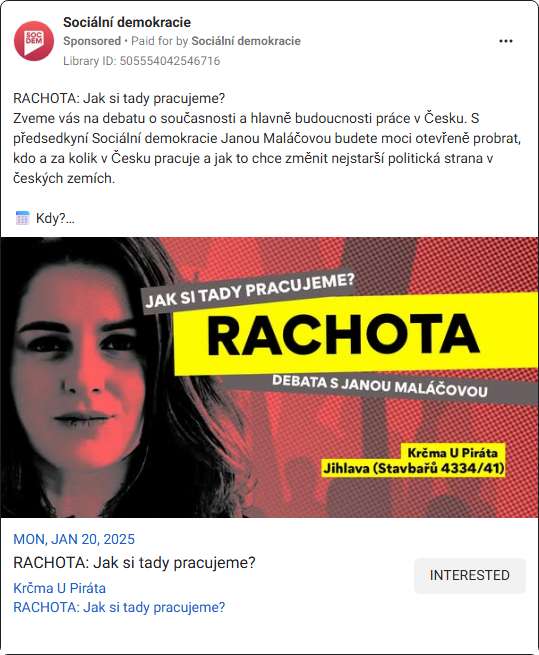 Sociální demokracie
Sponsored • Paid for by Sociální demokracie
Library ID: 505554042546716
SOC
DEM
RACHOTA: Jak si tady pracujeme?
Zveme vás na debatu o současnosti a hlavně budoucnosti práce v Česku. S
předsedkyní Sociální demokracie Janou Maláčovou budete moci otevřeně probrat,
kdo a za kolik v Česku pracuje a jak to chce změnit nejstarší politická strana v
českých zemích.
Kdy?...
JAK SI TADY PRACUJEME?
RACHOTA
DEBATA S JANOU MALÁČOVOU
Krčma U Piráta
Jihlava (Stavbařů 4334/41)
MON, JAN 20, 2025
RACHOTA: Jak si tady pracujeme?
Krčma U Piráta
RACHOTA: Jak si tady pracujeme?
INTERESTED